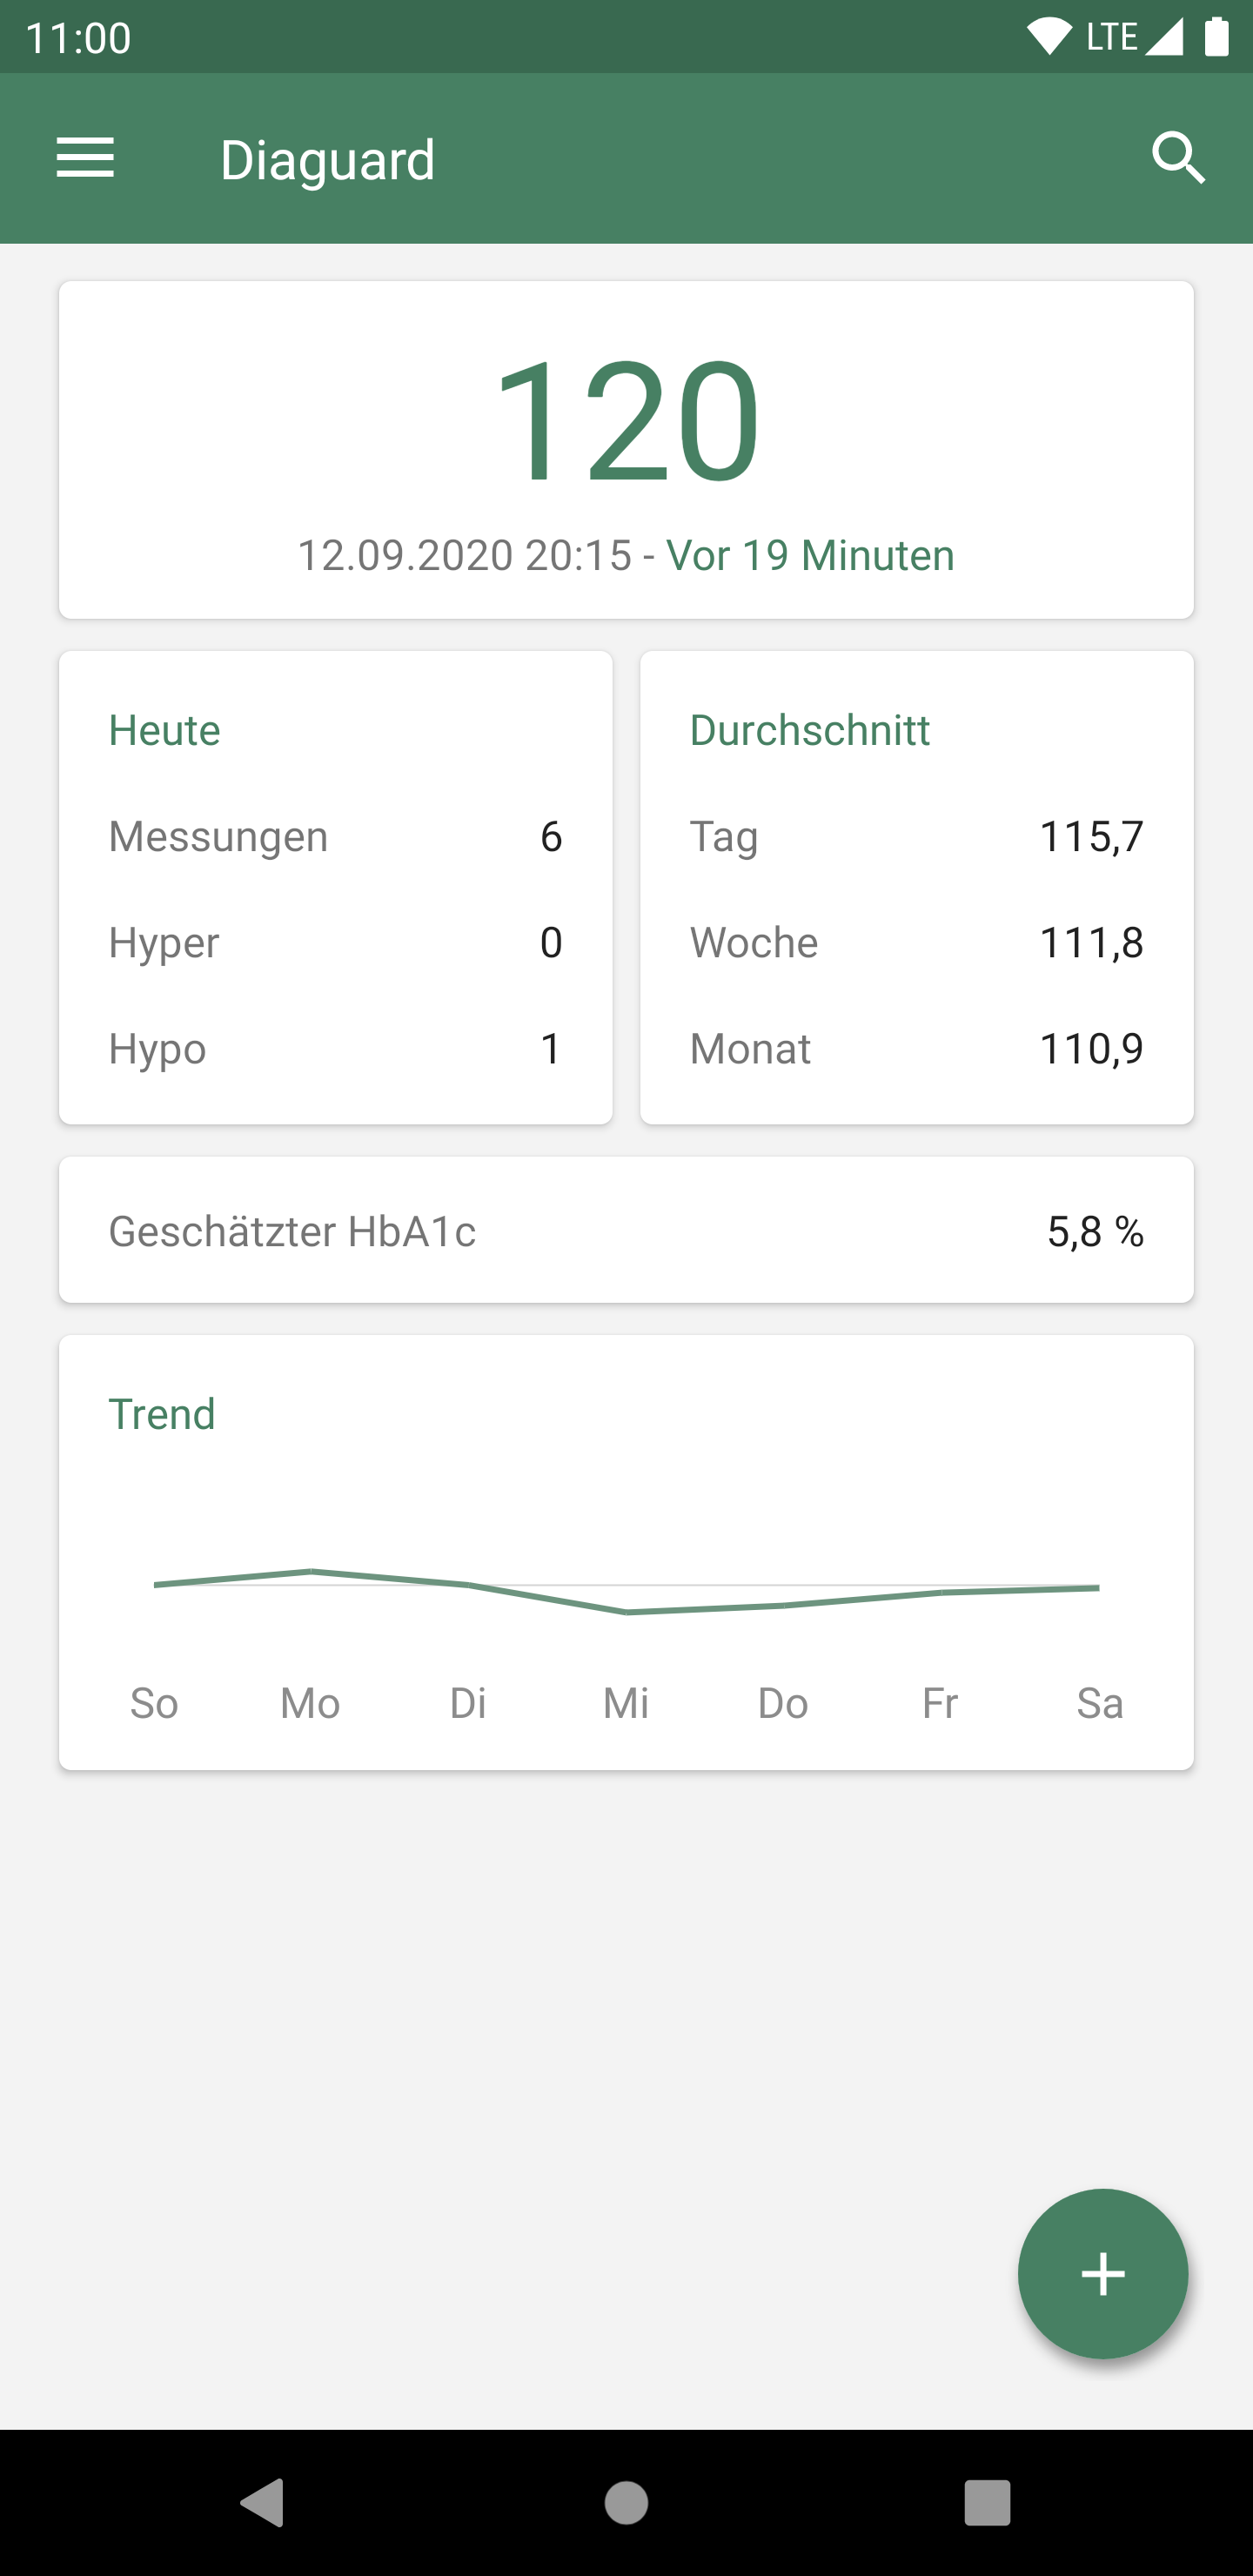 11:00 LTE
Diaguard
120
12.09.2020 20:15 - Vor 19 Minuten
Heute
Messungen 6
Hyper 0
Hypo 1
Durchschnitt
Tag 115,7
Woche 111,8
Monat 110,9
Geschätzter HbA1c 5,8 %
Trend
So Mo Di Mi Do Fr Sa